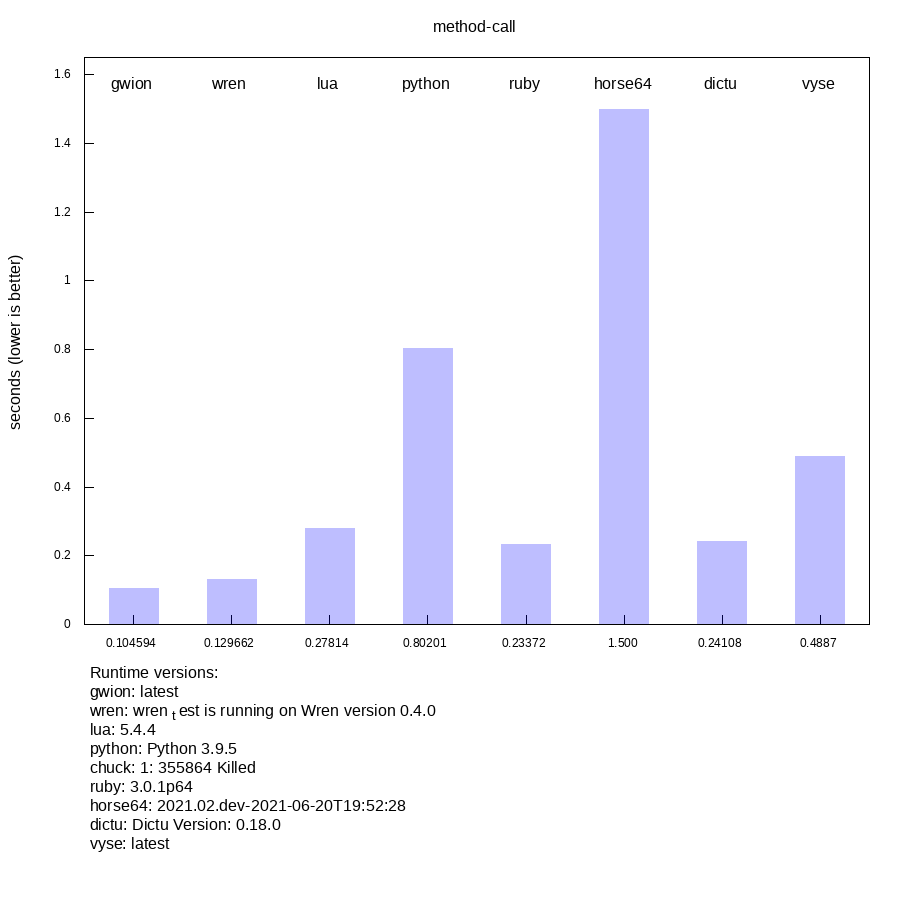 method-call
seconds (lower is better)
1.6
1.4
1.2
1
0.8
0.6
0.4
0.2
0
gwion wren lua python ruby horse64 dictu vyse
0.104594 0.129662 0.27814 0.80201 0.23372 1.500 0.24108 0.4887
Runtime versions:
gwion: latest
wren: wren t est is running on Wren version 0.4.0
lua: 5.4.4
python: Python 3.9.5
chuck: 1: 355864 Killed
ruby: 3.0.1p64
horse64: 2021.02.dev-2021-06-20T19:52:28
dictu: Dictu Version: 0.18.0
vyse: latest